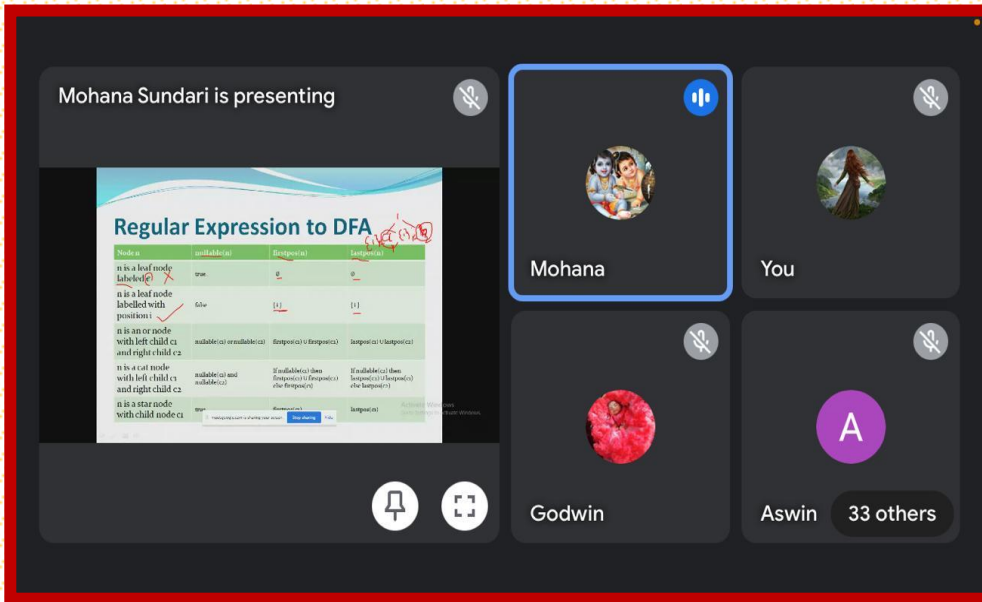 Mohana Sundari is presenting
Regular Expression to DFA
Node n nullable(n) firstpos(n) lastpos(n)
n is a leaf node
labeled
true
n is a leaf node
labelled with
position i
false
{i}
{i}
n is an or node
with left child c1
and right child c2
nullable(c1) or nullable(c2)
firstpos(c1) U firstpos(c2)
lastpos(c1) U lastpos(c2)
n is a cat node
with left child c1
and right child c2
nullable(c1) and
nullable(c2)
If nullable(c1) then
firstpos(c1) U firstpos(c2)
else firstpos(c1)
If nullable(c2) then
lastpos(c1) U lastpos(c2)
else lastpos(c2)
n is a star node
with child node c1
true
firstpos(c1)
lastpos(c1)
Stop sharing
Hide
Mohana
You
Godwin
A
Aswin
33 others